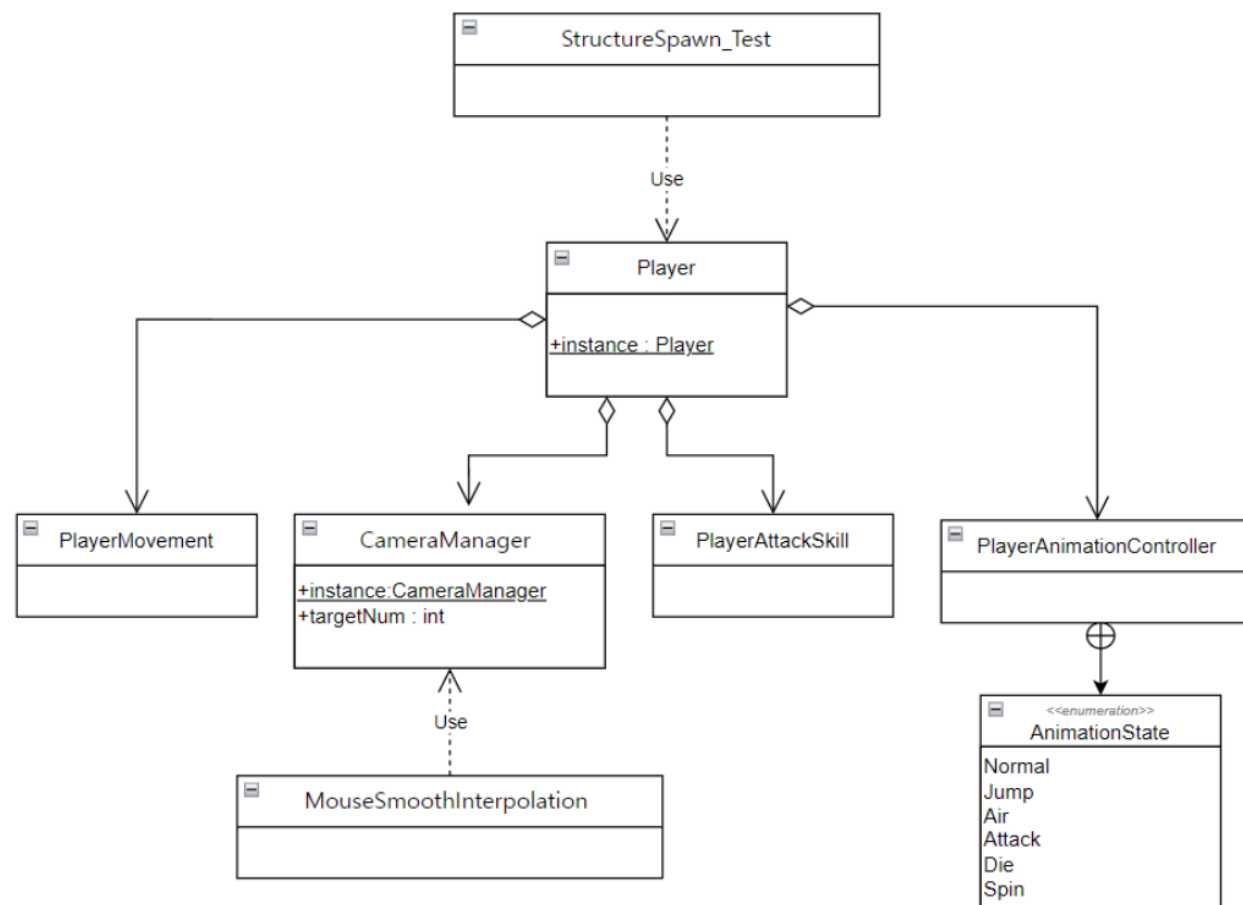 StructureSpawn_Test
Use
Player
+instance : Player
PlayerMovement
CameraManager
+instance:CameraManager
+targetNum : int
PlayerAttackSkill
PlayerAnimationController
Use
MouseSmoothInterpolation
<<enumeration>>
AnimationState
Normal
Jump
Air
Attack
Die
Spin